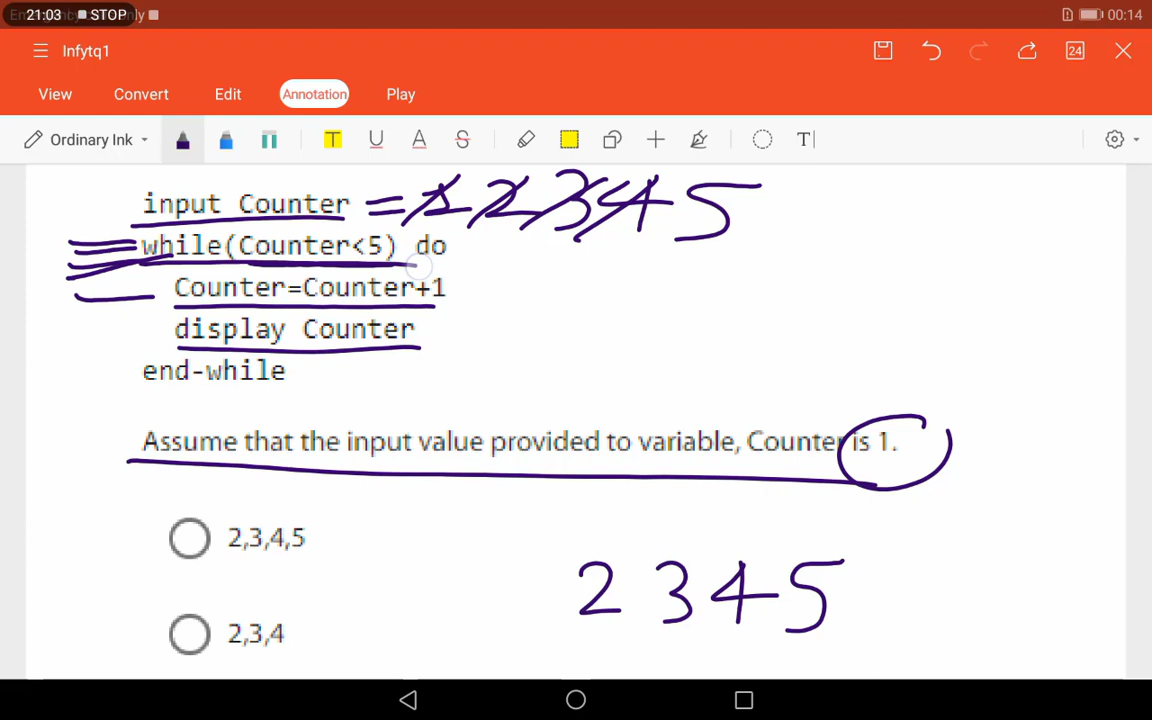 21:03 STOP 00:14
Infytq1 24
View Convert Edit Annotation Play
Ordinary Ink T U A S T
input Counter = 1 2 3 4 5
while(Counter<5) do
Counter=Counter+1
display Counter
end-while
Assume that the input value provided to variable, Counter is 1.
2,3,4,5
2 3 4 5
2,3,4